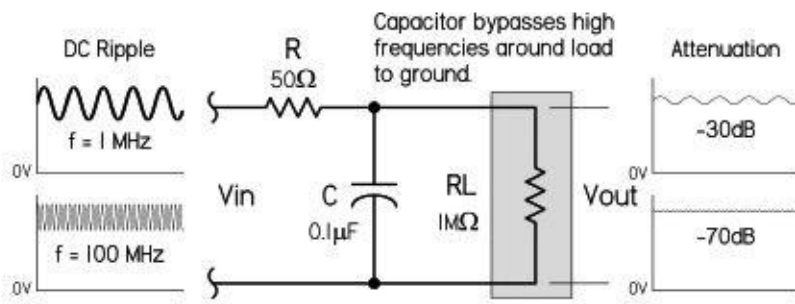 DC Ripple
f = 1 MHz
0V
f = 100 MHz
0V
R
50Ω
Capacitor bypasses high
frequencies around load
to ground.
Vin
C
0.1µF
RL
1MΩ
Vout
Attenuation
-30dB
0V
-70dB
0V